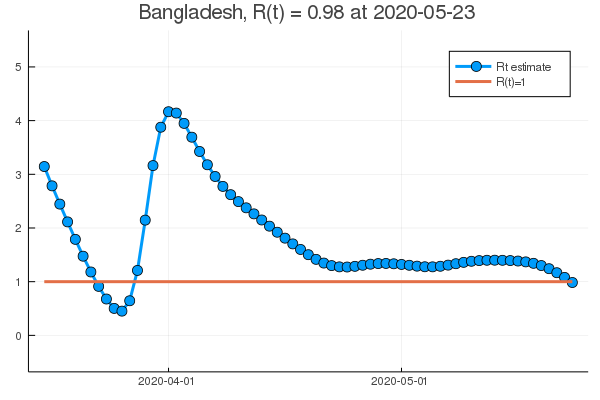 Bangladesh, R(t) = 0.98 at 2020-05-23
5
4
3
2
1
0
Rt estimate
R(t)=1
2020-04-01
2020-05-01